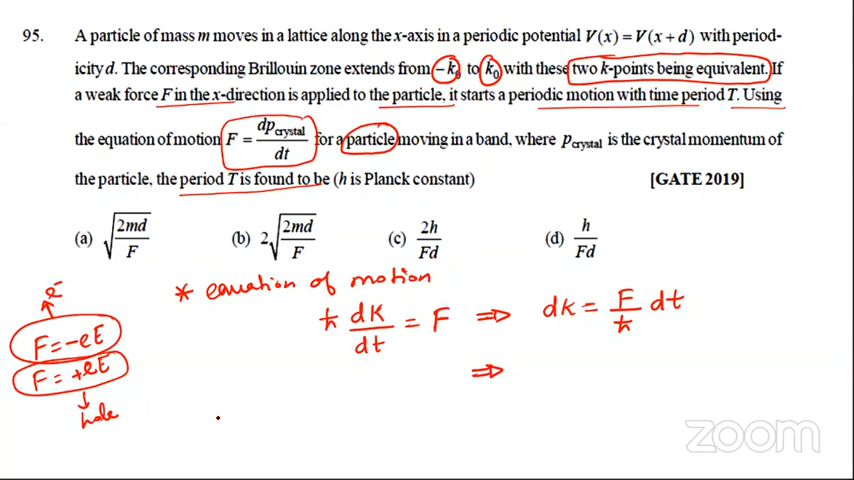 95. A particle of mass m moves in a lattice along the x-axis in a periodic potential V(x) = V(x + d) with period-
icity d. The corresponding Brillouin zone extends from -k₀ to k₀ with these two k-points being equivalent. If
a weak force F in the x-direction is applied to the particle, it starts a periodic motion with time period T. Using
the equation of motion F = dp_crystal/dt for a particle moving in a band, where p_crystal is the crystal momentum of
the particle, the period T is found to be (h is Planck constant) [GATE 2019]
(a) √(2md/F) (b) 2√(2md/F) (c) 2h/Fd (d) h/Fd
* equation of motion
ħ dk/dt = F ⇒ dk = F/ħ dt
⇒
e⁻
F = -eE
F = +eE
hole
zoom